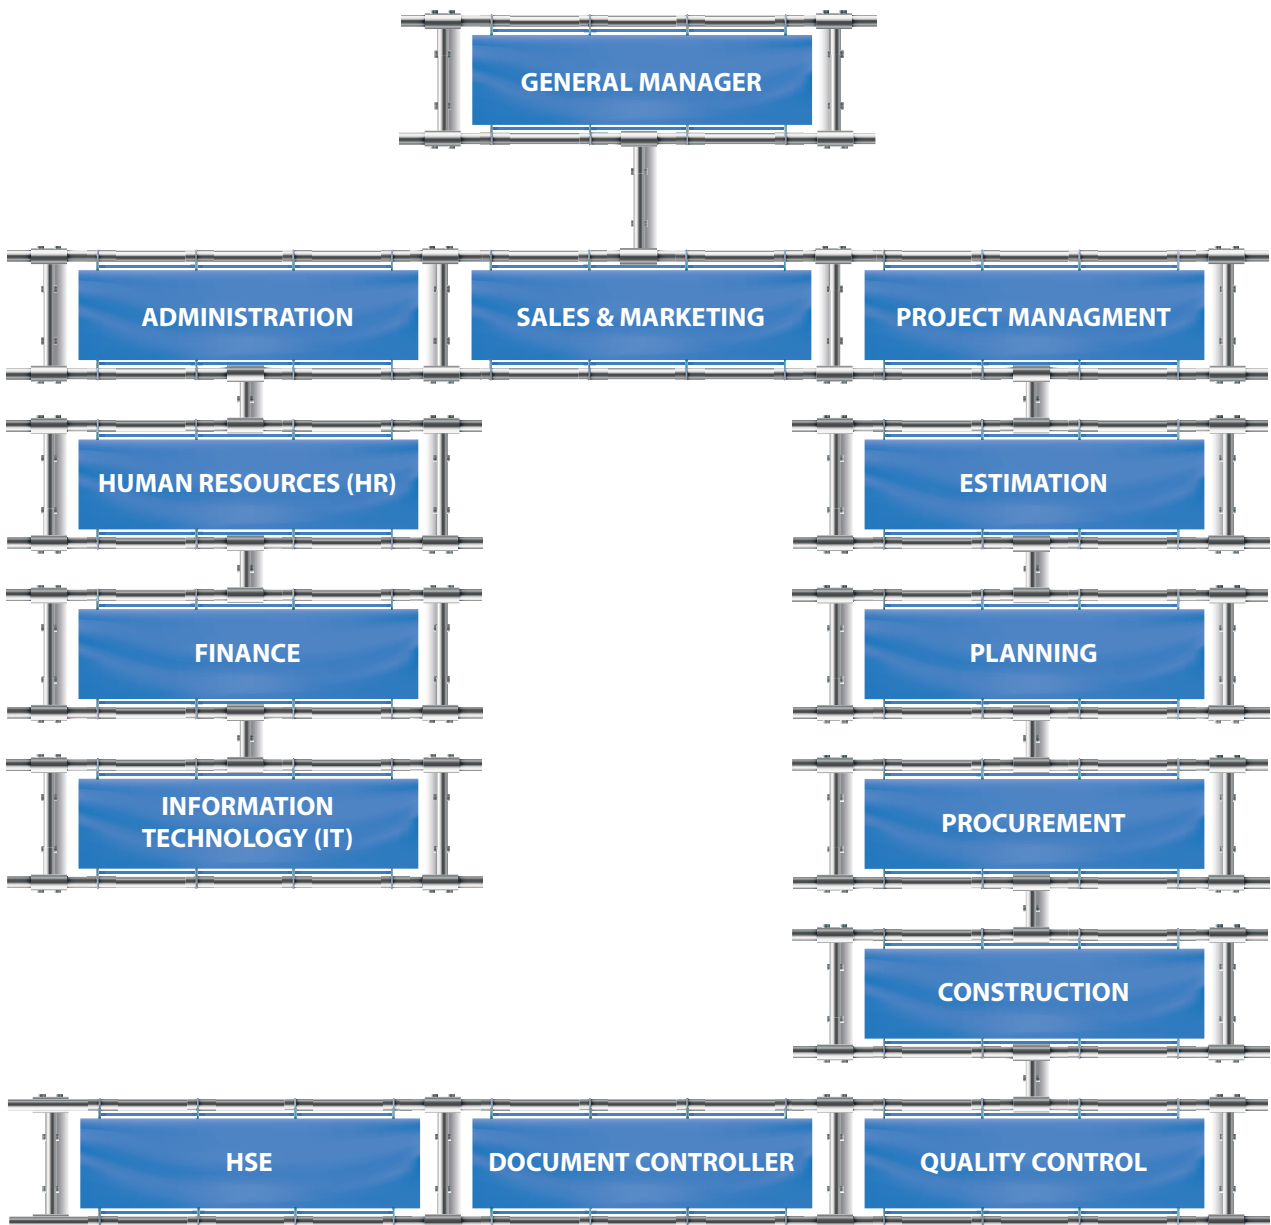 GENERAL MANAGER
ADMINISTRATION
SALES & MARKETING
PROJECT MANAGMENT
HUMAN RESOURCES (HR)
ESTIMATION
FINANCE
PLANNING
INFORMATION
TECHNOLOGY (IT)
PROCUREMENT
CONSTRUCTION
HSE
DOCUMENT CONTROLLER
QUALITY CONTROL